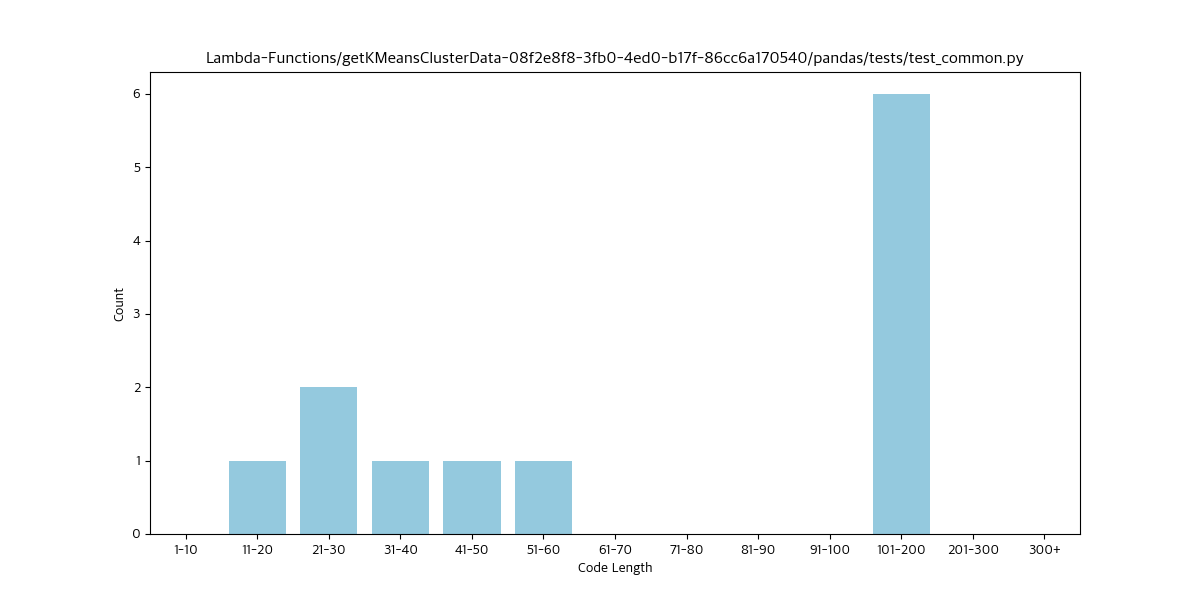 Lambda-Functions/getKMeansClusterData-08f2e8f8-3fb0-4ed0-b17f-86cc6a170540/pandas/tests/test_common.py
6
5
4
3
2
1
0
Count
1-10 11-20 21-30 31-40 41-50 51-60 61-70 71-80 81-90 91-100 101-200 201-300 300+
Code Length